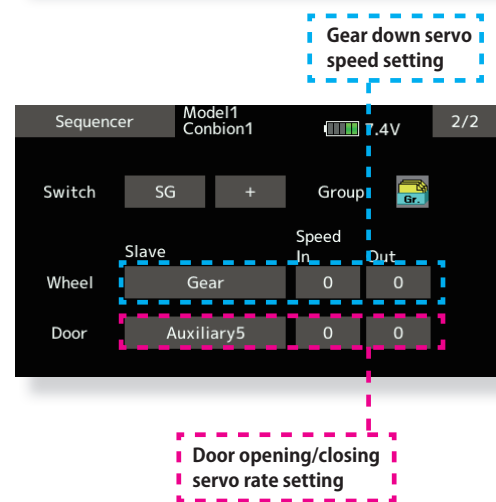 Gear down servo
speed setting
Sequencer
Model1
Conbion1
7.4V
2/2
Switch
SG
+
Group
Gr.
Slave
Speed
In
Out
Wheel
Gear
0
0
Door
Auxiliary5
0
0
Door opening/closing
servo rate setting